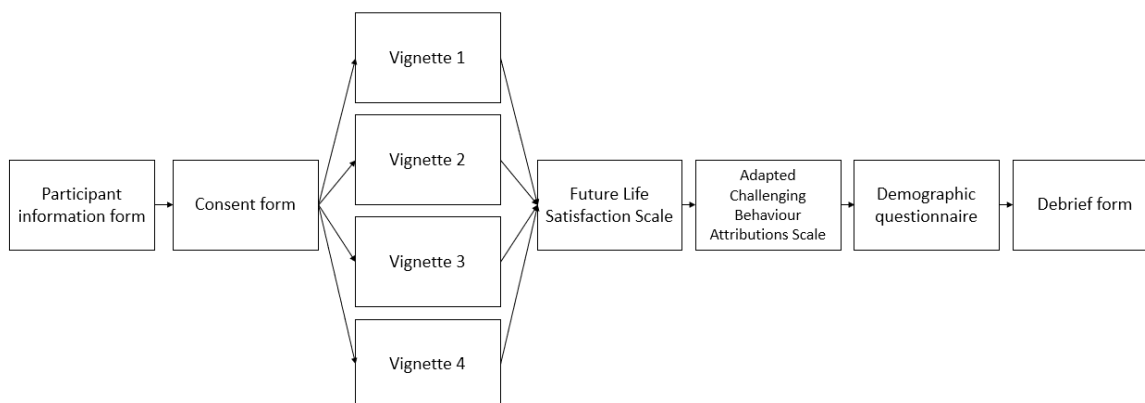 Participant
information form
Consent form
Vignette 1
Vignette 2
Vignette 3
Vignette 4
Future Life
Satisfaction Scale
Adapted
Challenging
Behaviour
Attributions Scale
Demographic
questionnaire
Debrief form